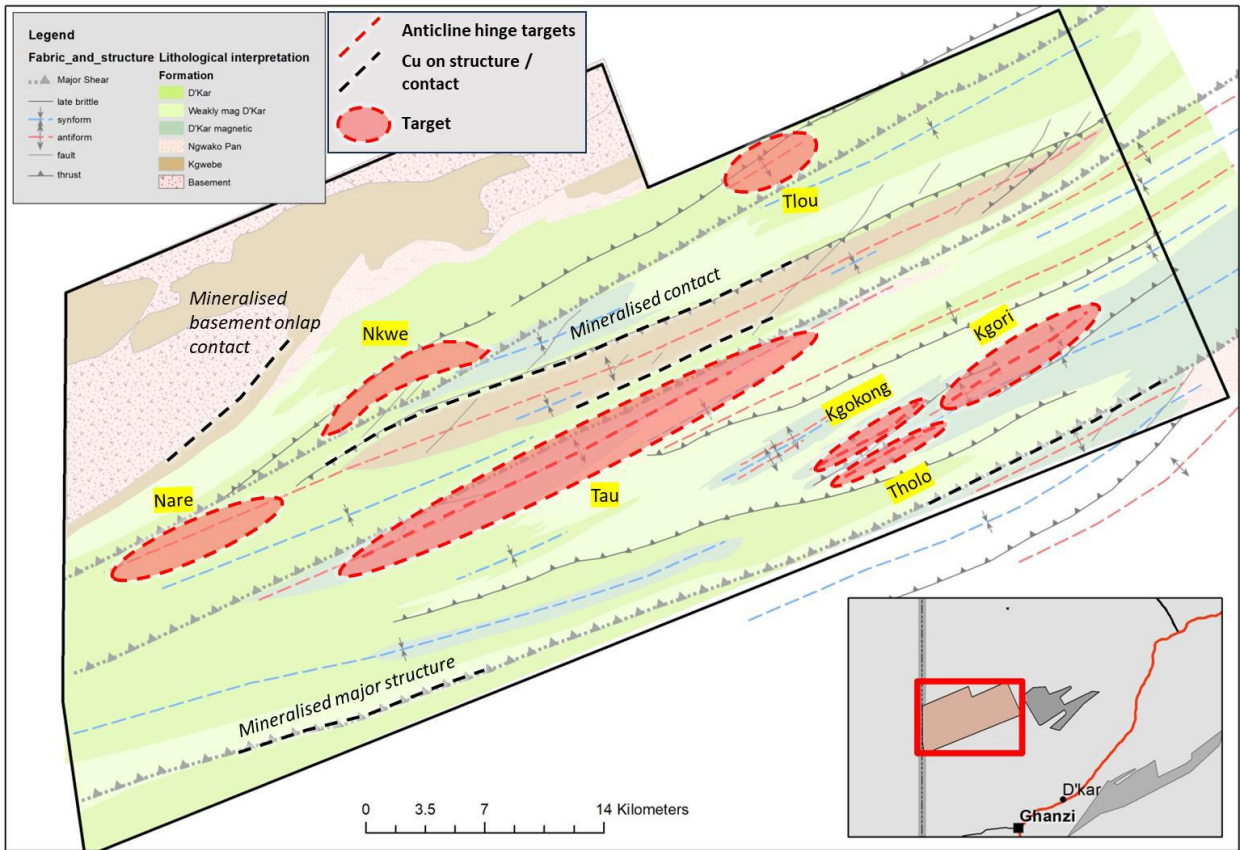 Legend
Fabric_and_structure
Major Shear
late brittle
synform
antiform
fault
thrust
Lithological interpretation
Formation
D'Kar
Weakly mag D'Kar
D'Kar magnetic
Ngwako Pan
Kgwebe
Basement
Anticline hinge targets
Cu on structure /
contact
Target
Tlou
Mineralised
basement onlap
contact
Nkwe
Mineralised contact
Kgori
Kgokong
Tholo
Nare
Tau
Mineralised major structure
0 3.5 7 14 Kilometers
D'kar
Ghanzi